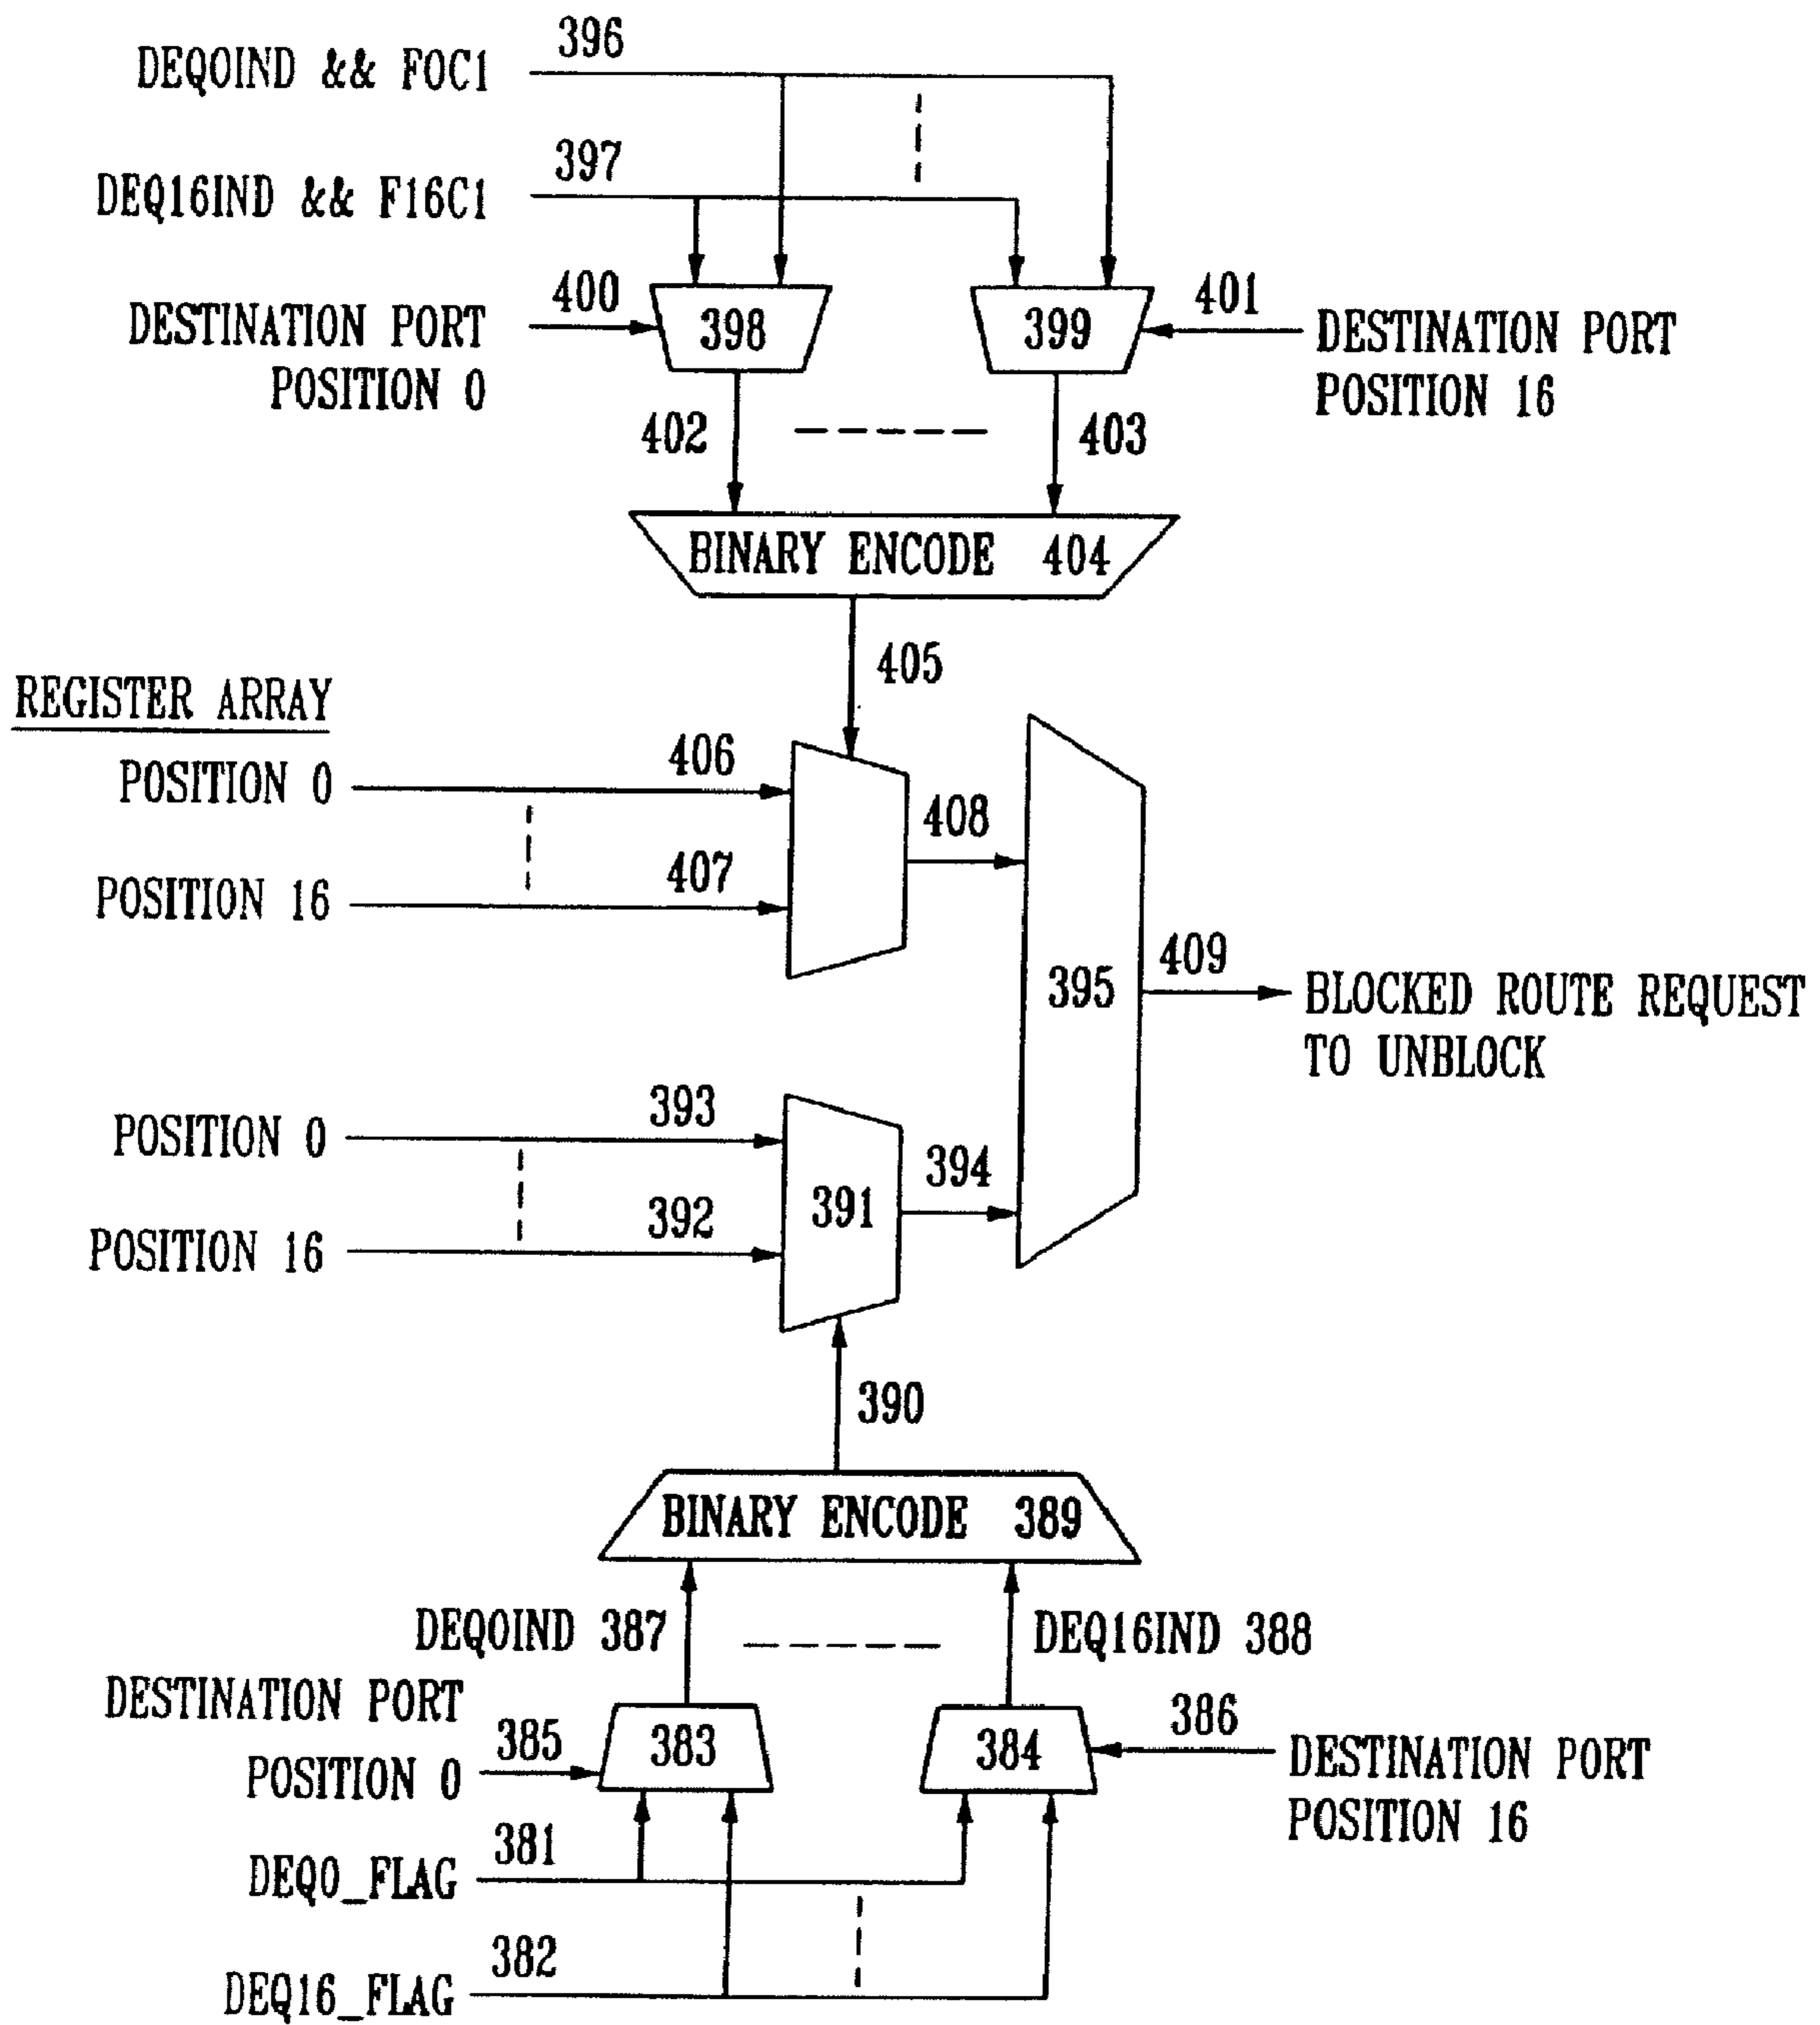 396
DEQ0IND && F0C1
397
DEQ16IND && F16C1
400
DESTINATION PORT
POSITION 0
398
399
401
DESTINATION PORT
POSITION 16
402
403
BINARY ENCODE 404
405
REGISTER ARRAY
POSITION 0
406
POSITION 16
407
408
395
409
BLOCKED ROUTE REQUEST
TO UNBLOCK
POSITION 0
393
POSITION 16
392
391
394
390
BINARY ENCODE 389
DEQ0IND 387
DEQ16IND 388
DESTINATION PORT
POSITION 0
385
383
384
386
DESTINATION PORT
POSITION 16
381
DEQ0_FLAG
382
DEQ16_FLAG